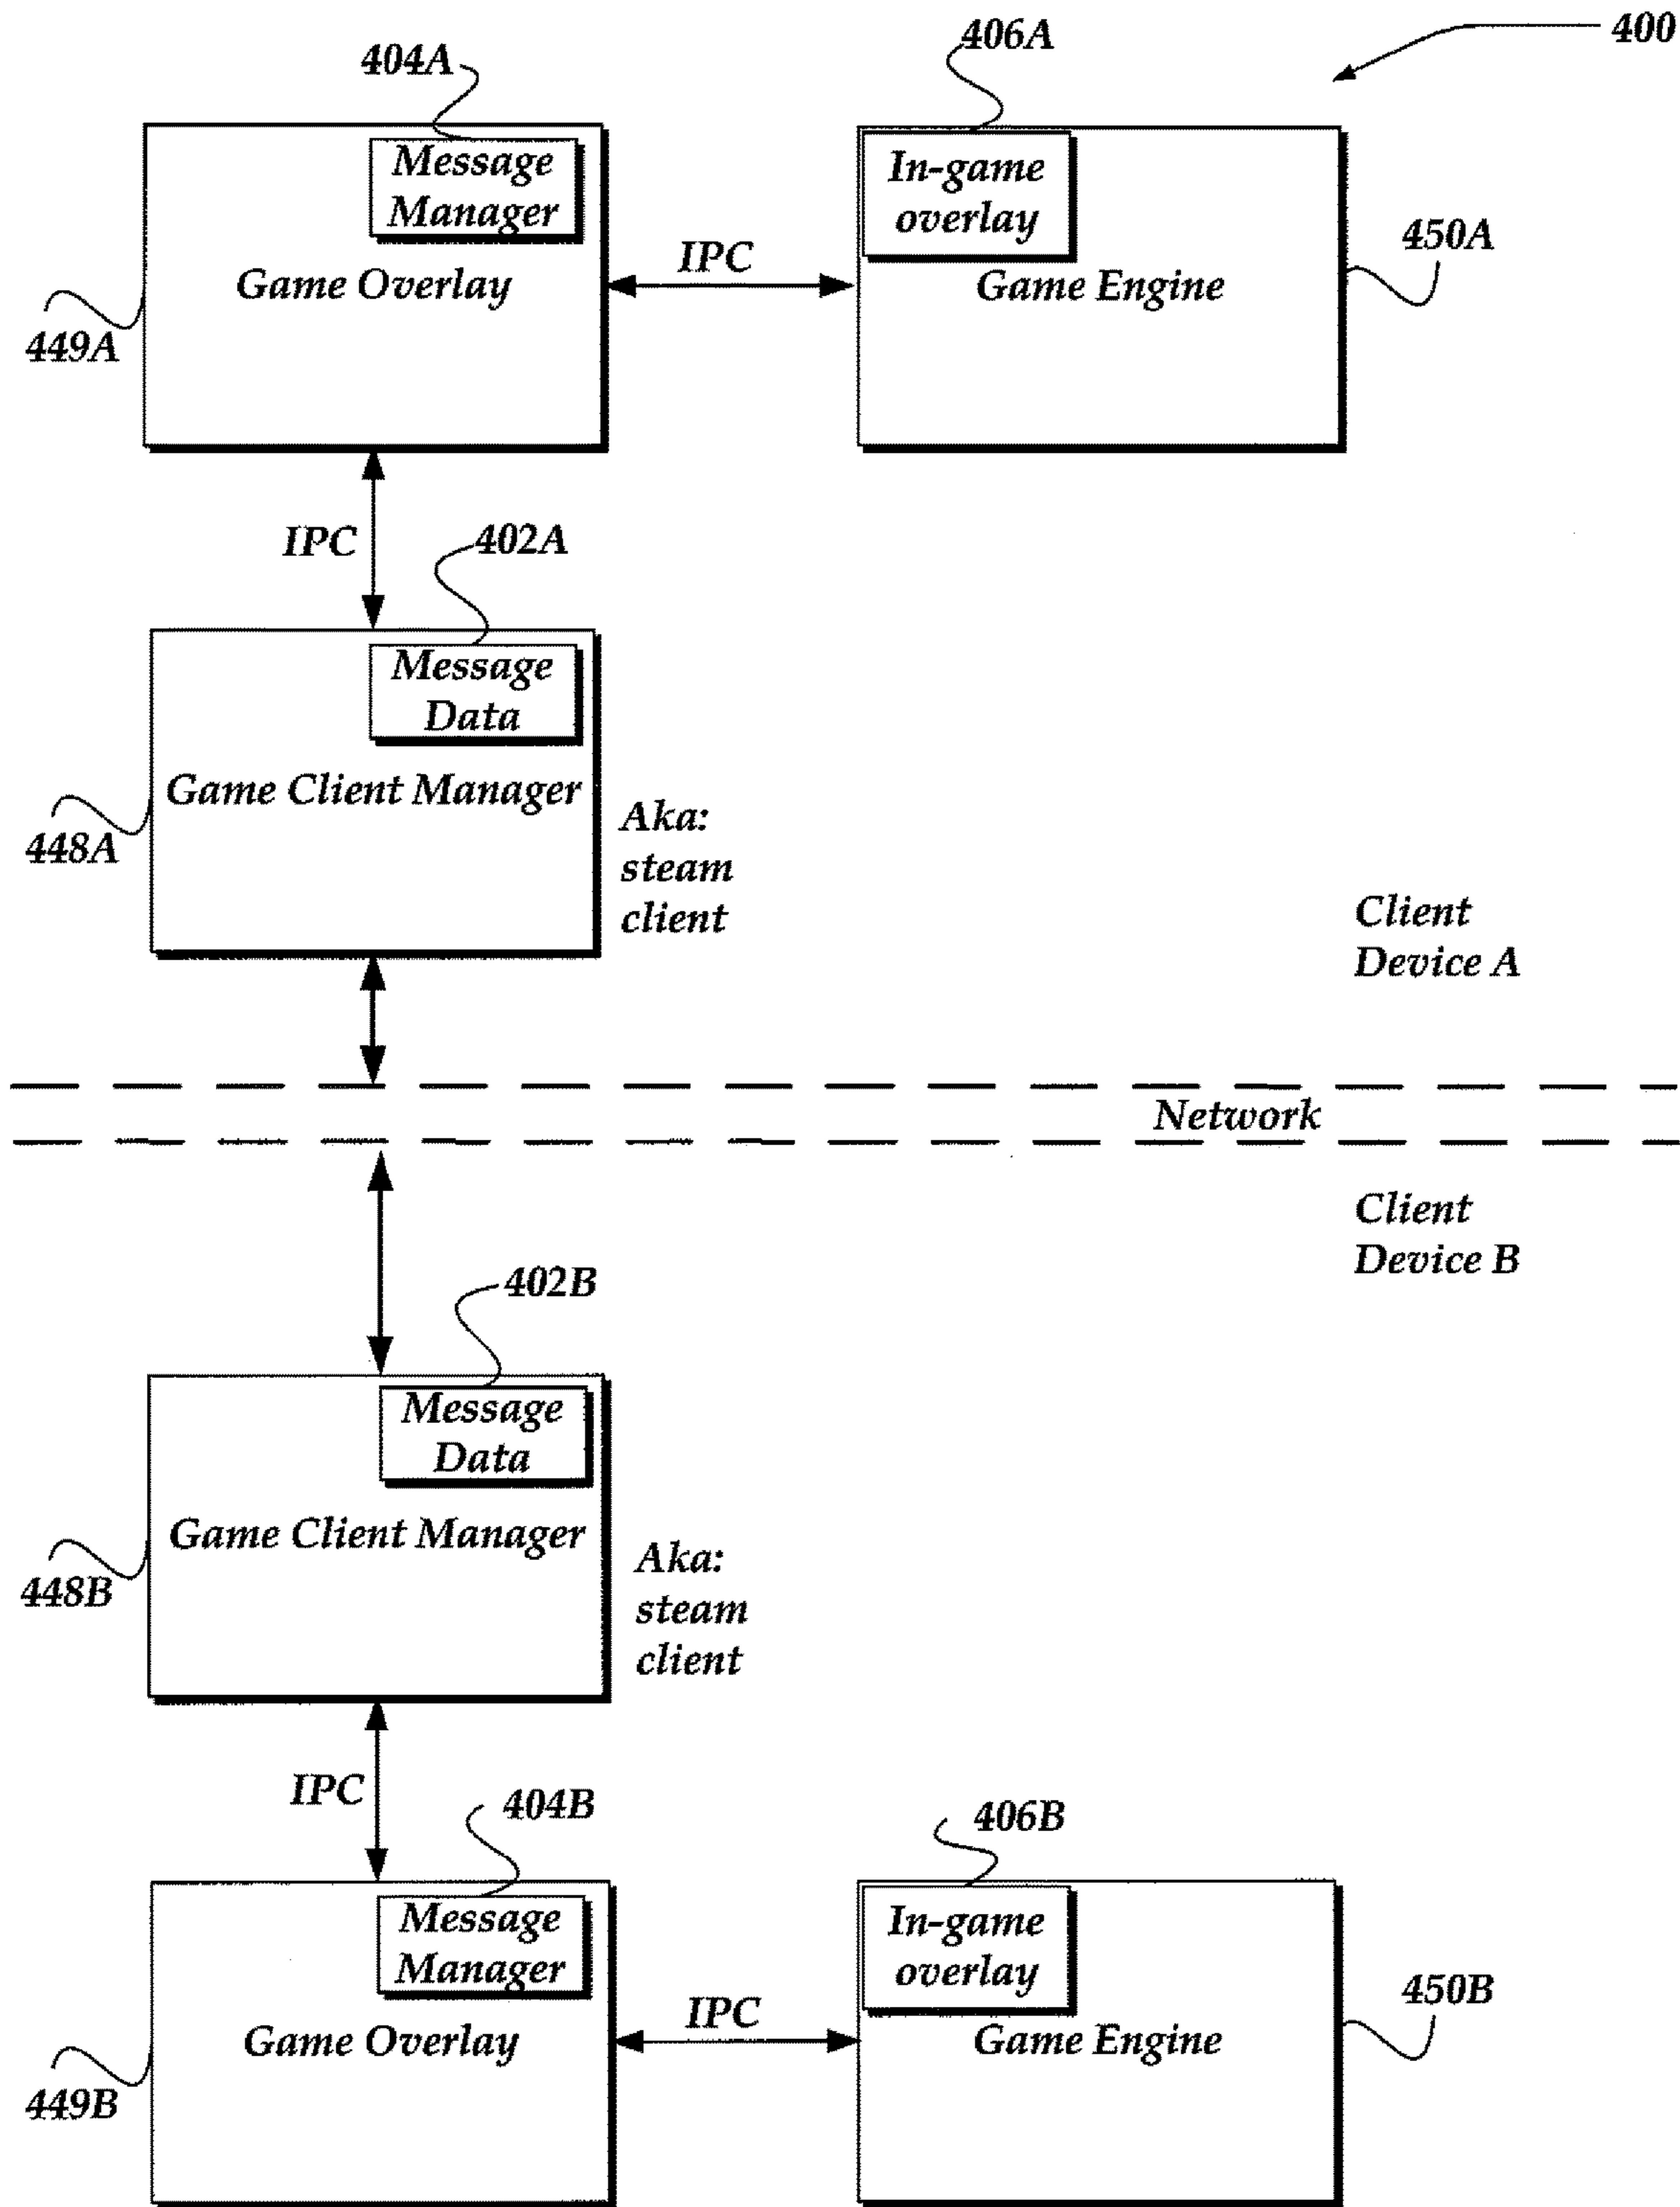 400
404A
406A
Message
Manager
In-game
overlay
450A
IPC
Game Overlay
Game Engine
449A
IPC
402A
Message
Data
Game Client Manager
448A
Aka:
steam
client
Client
Device A
Network
Client
Device B
402B
Message
Data
Game Client Manager
448B
Aka:
steam
client
IPC
404B
406B
Message
Manager
In-game
overlay
450B
IPC
Game Overlay
Game Engine
449B